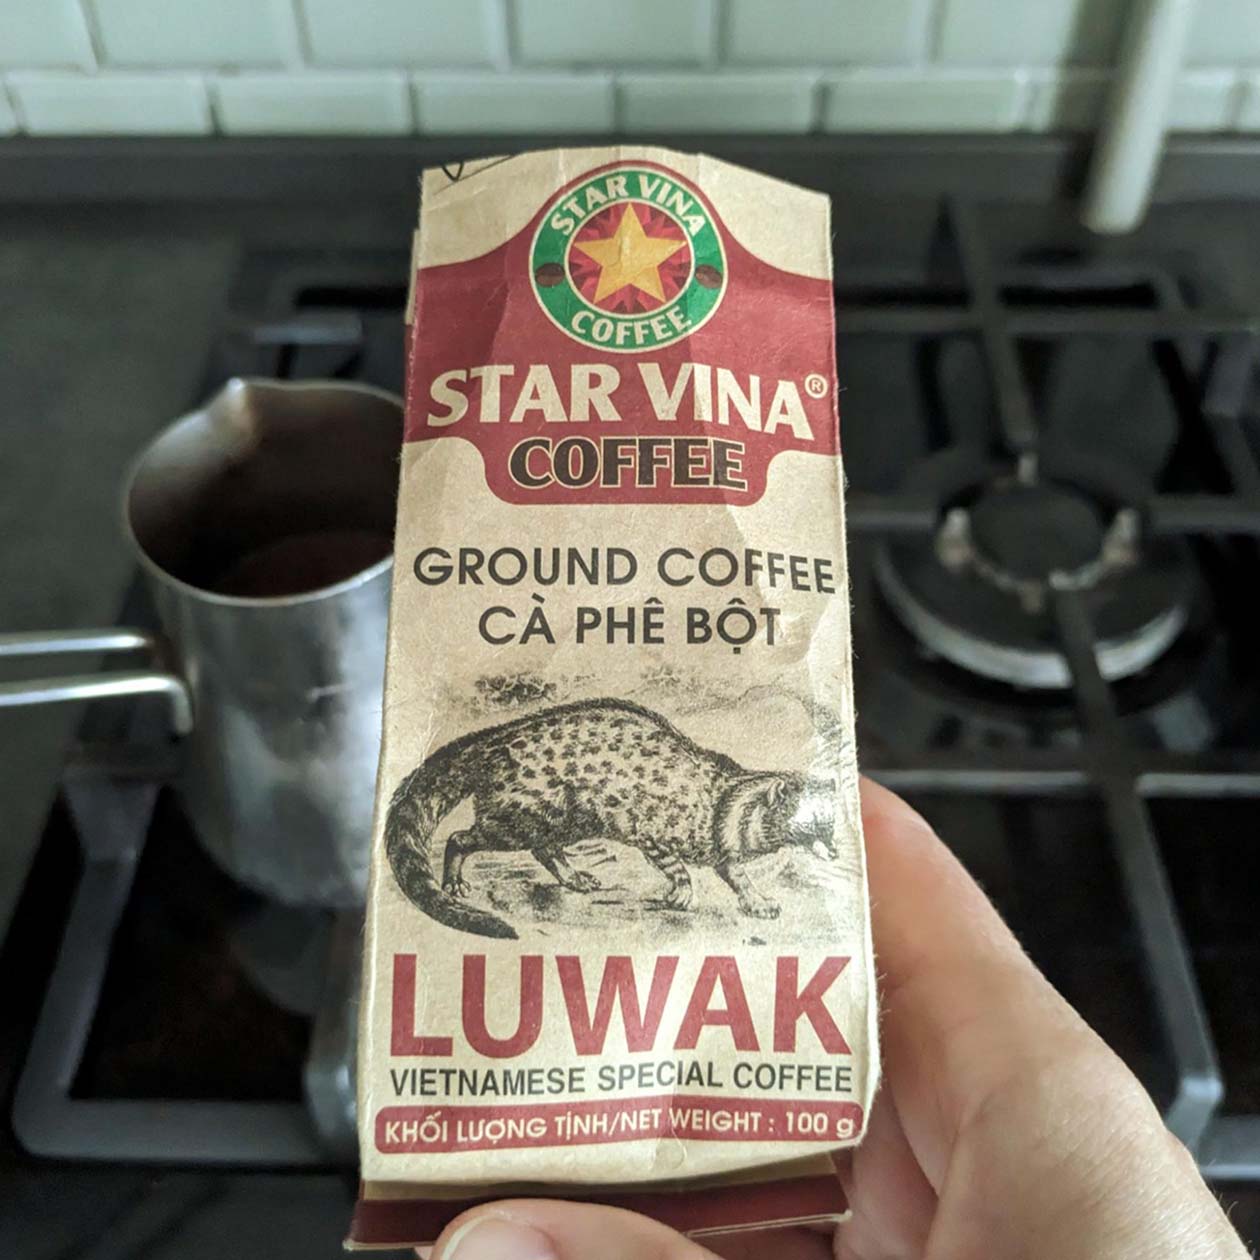 STAR VINA
COFFEE
STAR VINA®
COFFEE
GROUND COFFEE
CÀ PHÊ BỘT
LUWAK
VIETNAMESE SPECIAL COFFEE
KHỐI LƯỢNG TỊNH/NET WEIGHT : 100 g